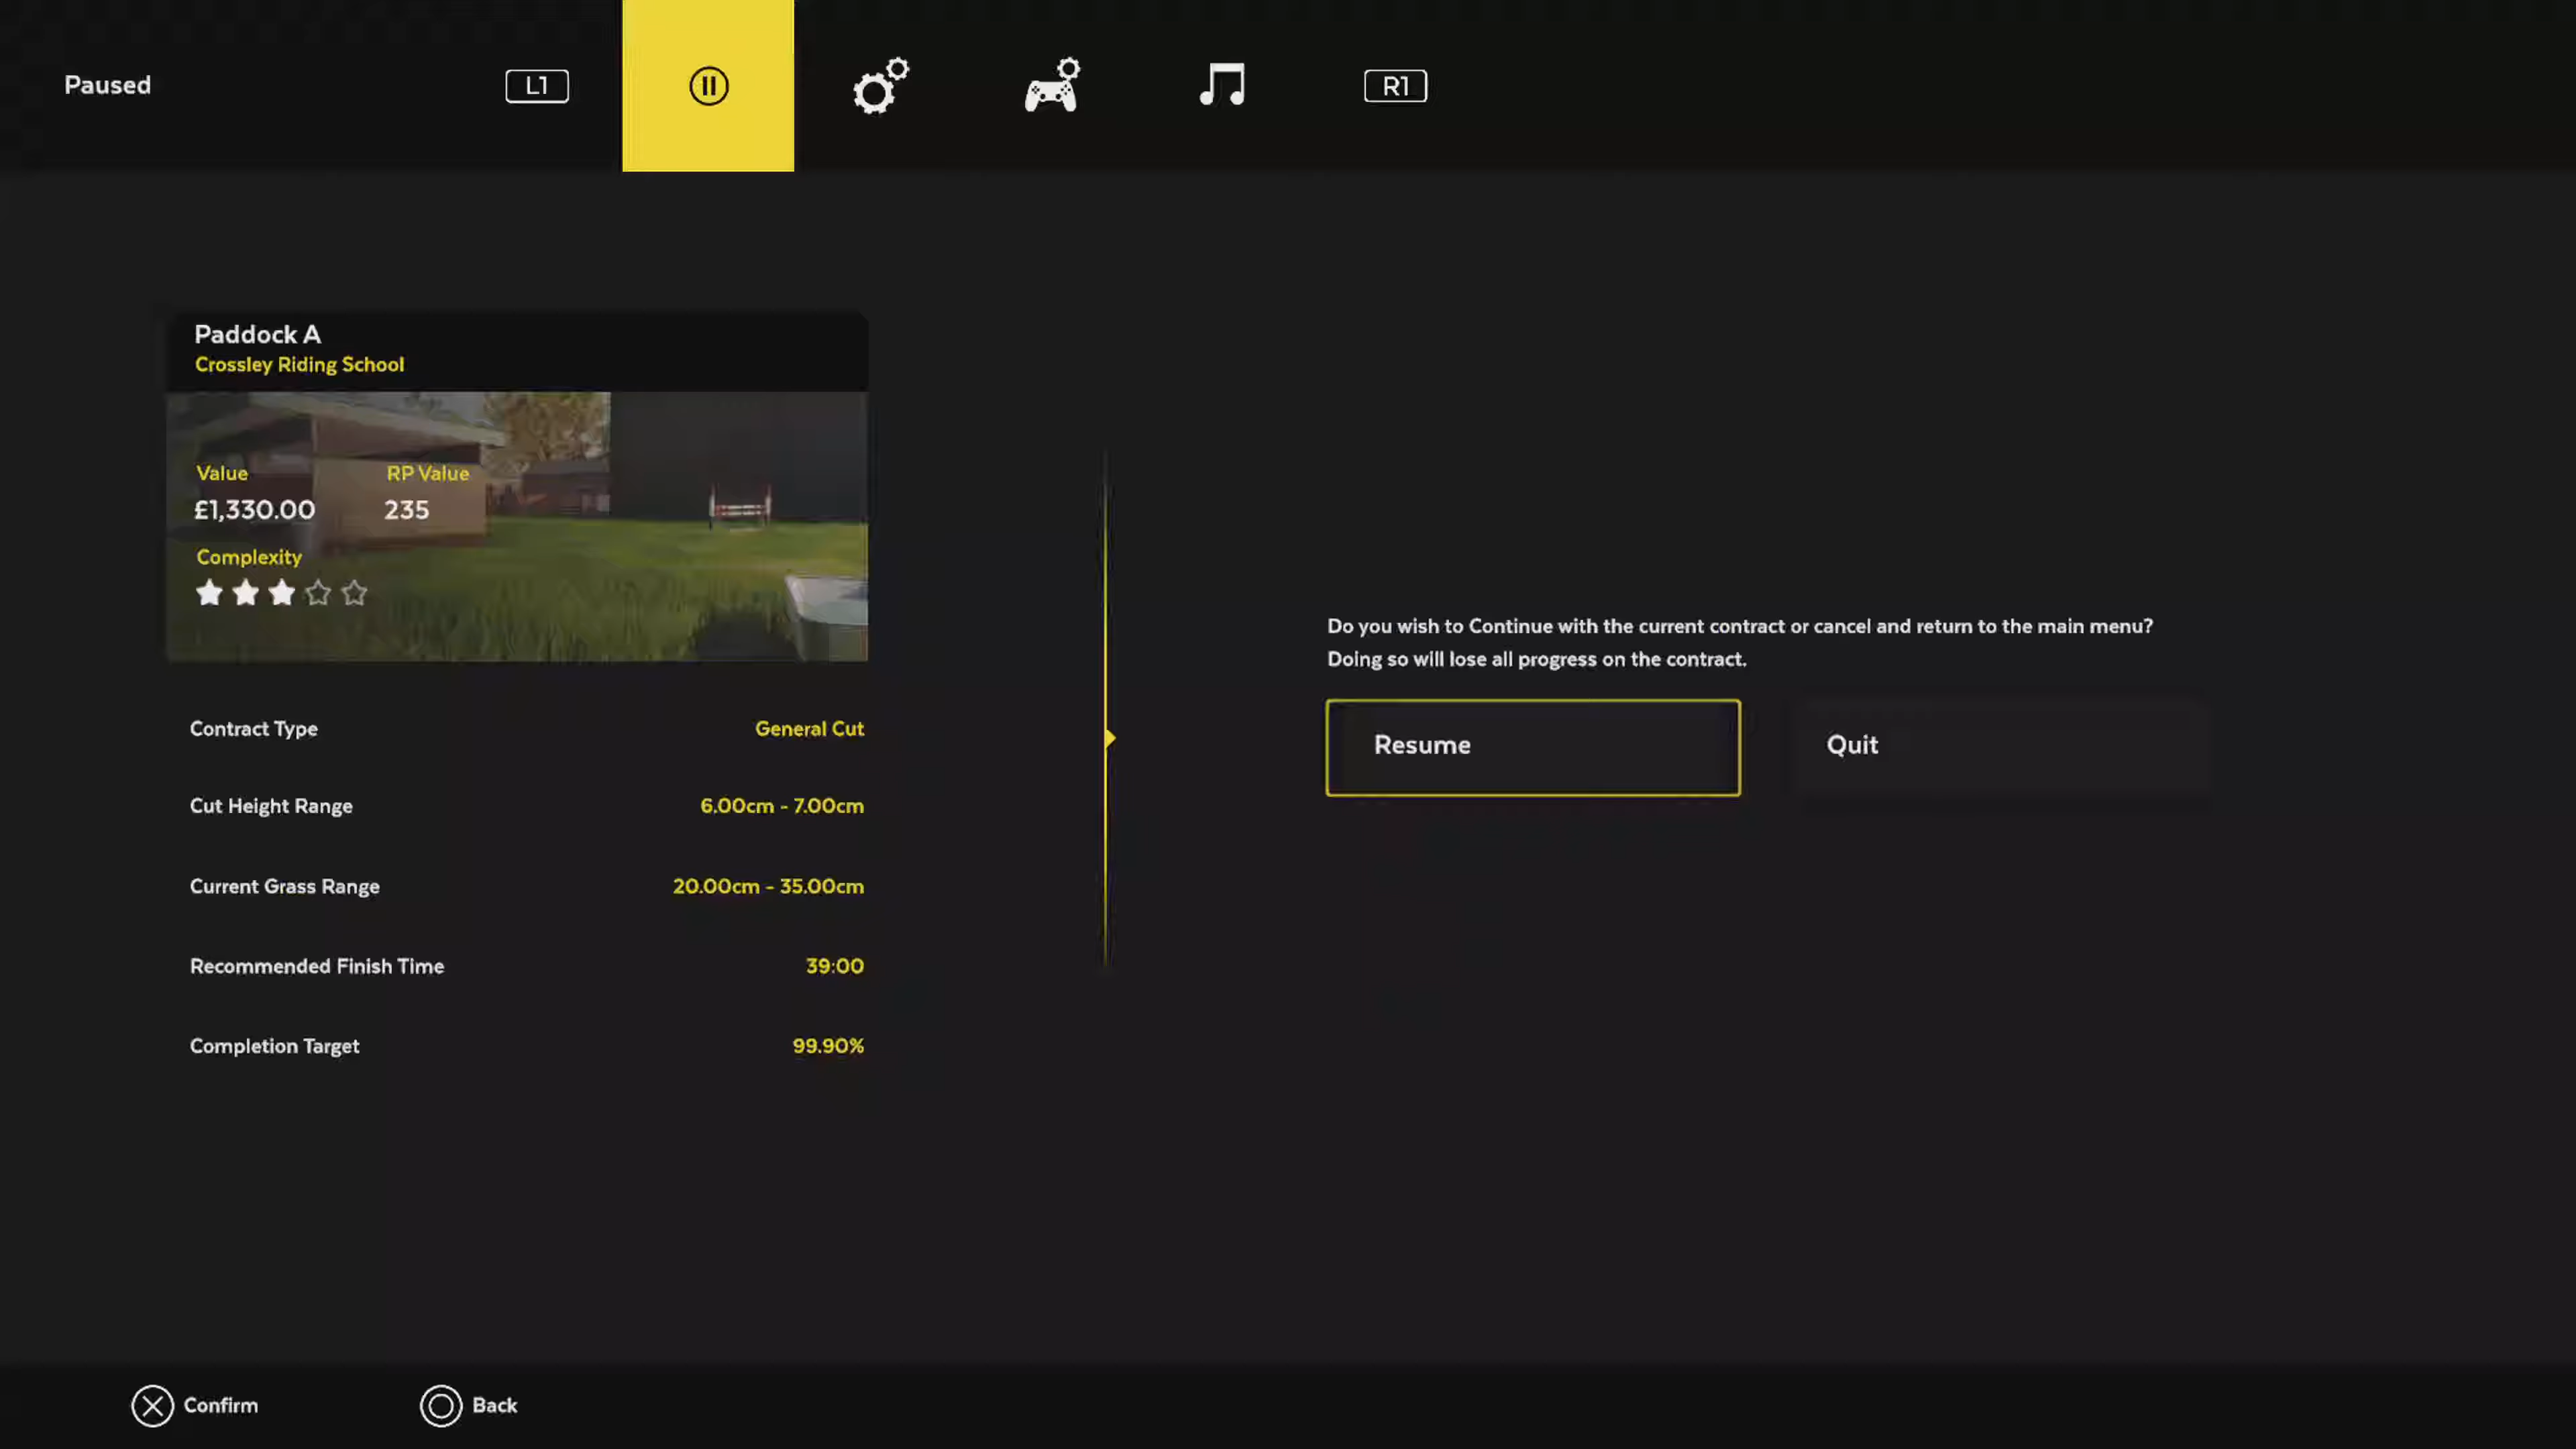 Paused
L1
R1
Paddock A
Crossley Riding School
Value
RP Value
£1,330.00
235
Complexity
Contract Type
General Cut
Cut Height Range
6.00cm - 7.00cm
Current Grass Range
20.00cm - 35.00cm
Recommended Finish Time
39:00
Completion Target
99.90%
Do you wish to Continue with the current contract or cancel and return to the main menu?
Doing so will lose all progress on the contract.
Resume
Quit
Confirm
Back